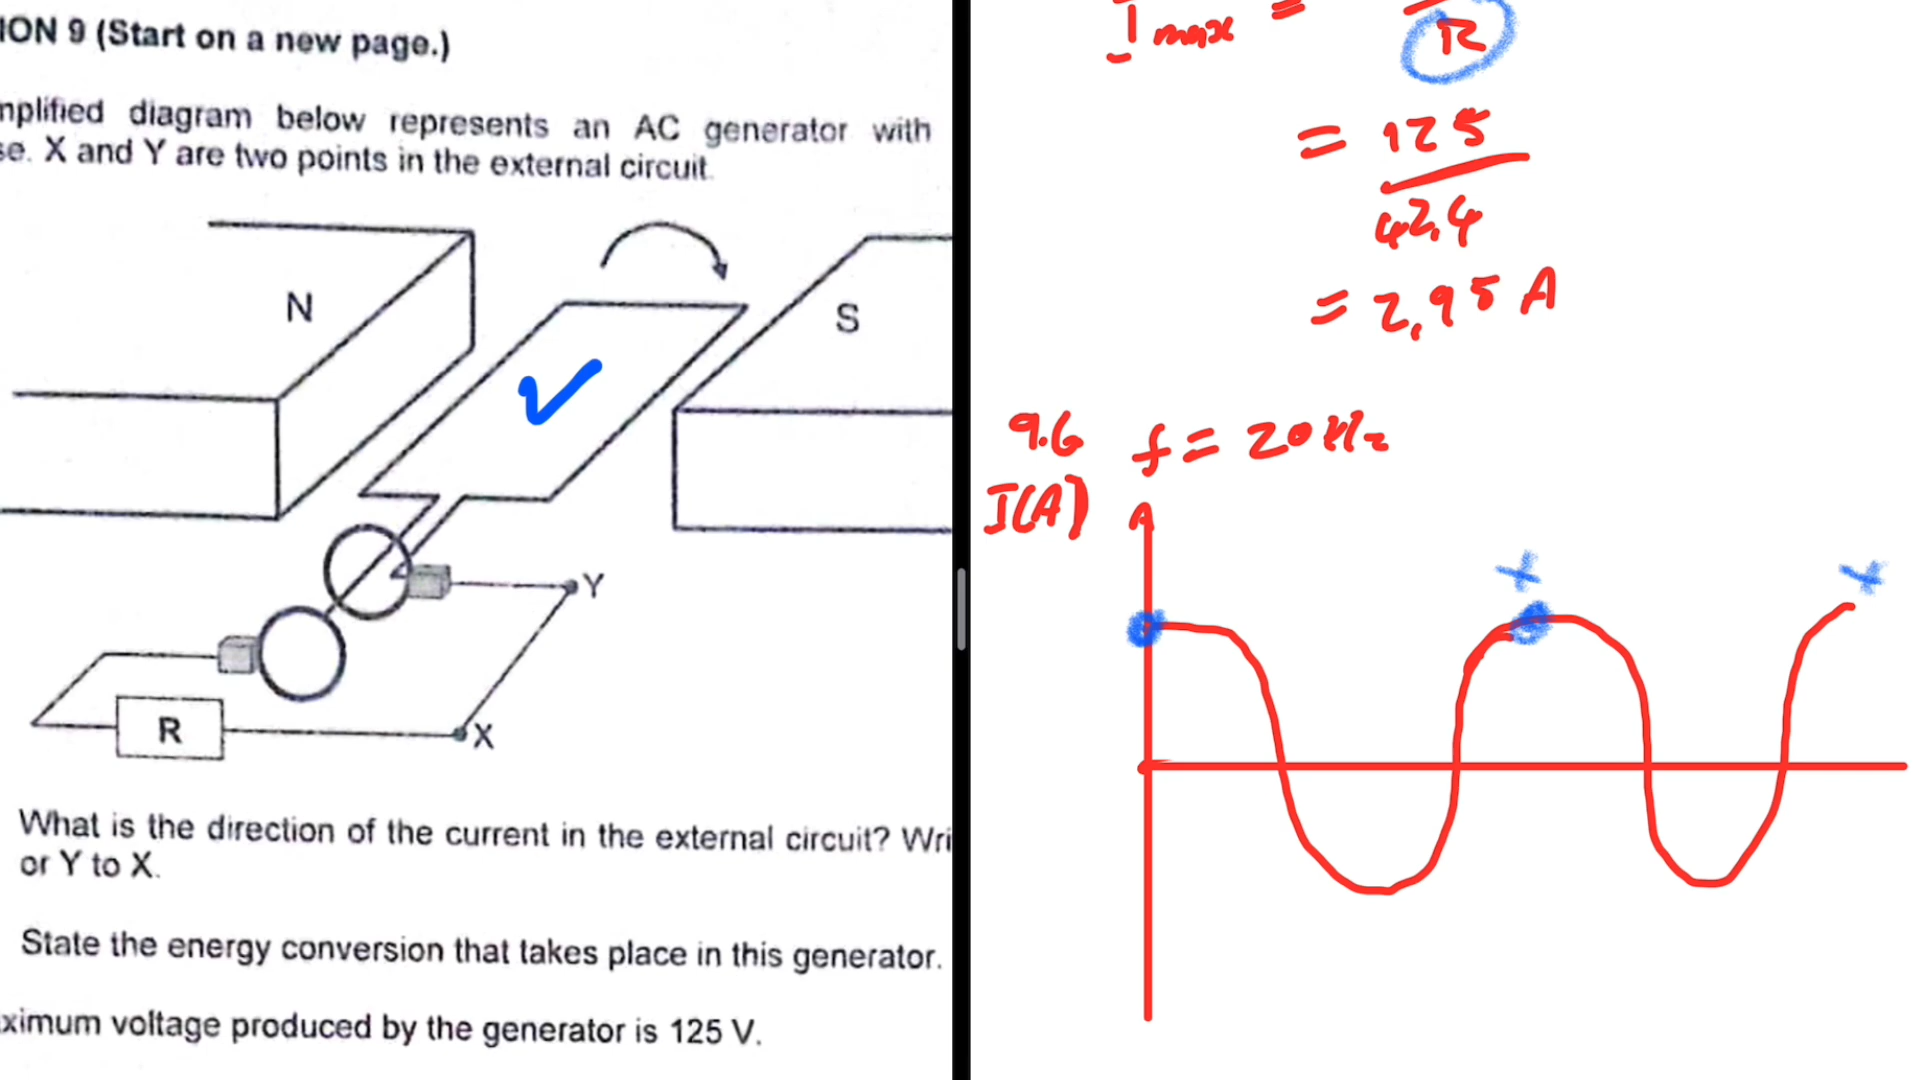 ION 9 (Start on a new page.)
mplified diagram below represents an AC generator with
se. X and Y are two points in the external circuit.
N
S
Y
R
X
What is the direction of the current in the external circuit? Wri
or Y to X.
State the energy conversion that takes place in this generator.
ximum voltage produced by the generator is 125 V.
I max =
R
= 125
42,4
= 2,95 A
9.6 f = 20 Hz
I(A)